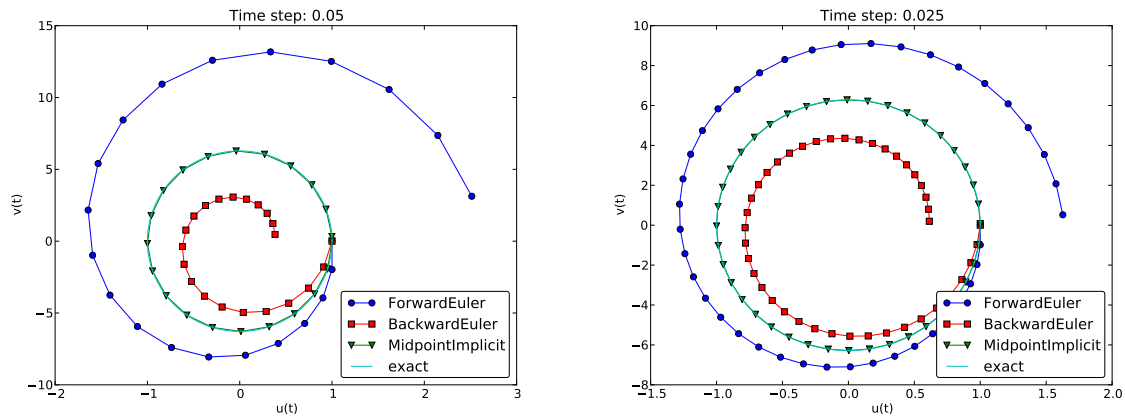 Time step: 0.05
15
10
5
0
−5
−10
v(t)
−2
−1
0
1
2
3
u(t)
ForwardEuler
BackwardEuler
MidpointImplicit
exact
Time step: 0.025
10
8
6
4
2
0
−2
−4
−6
−8
v(t)
−1.5
−1.0
−0.5
0.0
0.5
1.0
1.5
2.0
u(t)
ForwardEuler
BackwardEuler
MidpointImplicit
exact